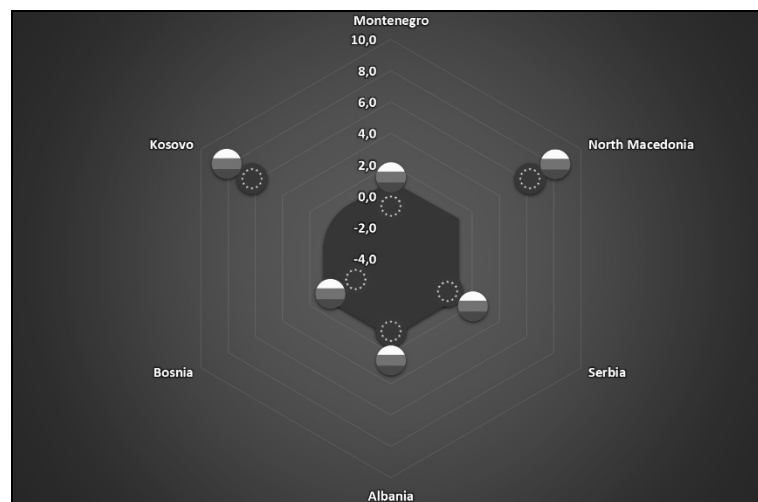 Montenegro
10,0
8,0
6,0
4,0
Kosovo
North Macedonia
2,0
0,0
-2,0
-4,0
Bosnia
Serbia
Albania